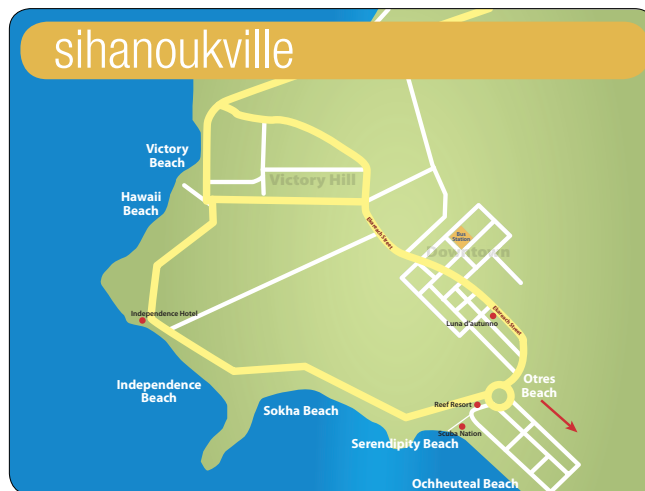 sihanoukville
Victory
Beach
Victory Hill
Hawaii
Beach
Ekareach Street
Bus
Station
Downtown
Independence Hotel
Ekareach Street
Luna d'autunno
Independence
Beach
Otres
Beach
Sokha Beach
Reef Resort
Scuba Nation
Serendipity Beach
Ochheuteal Beach